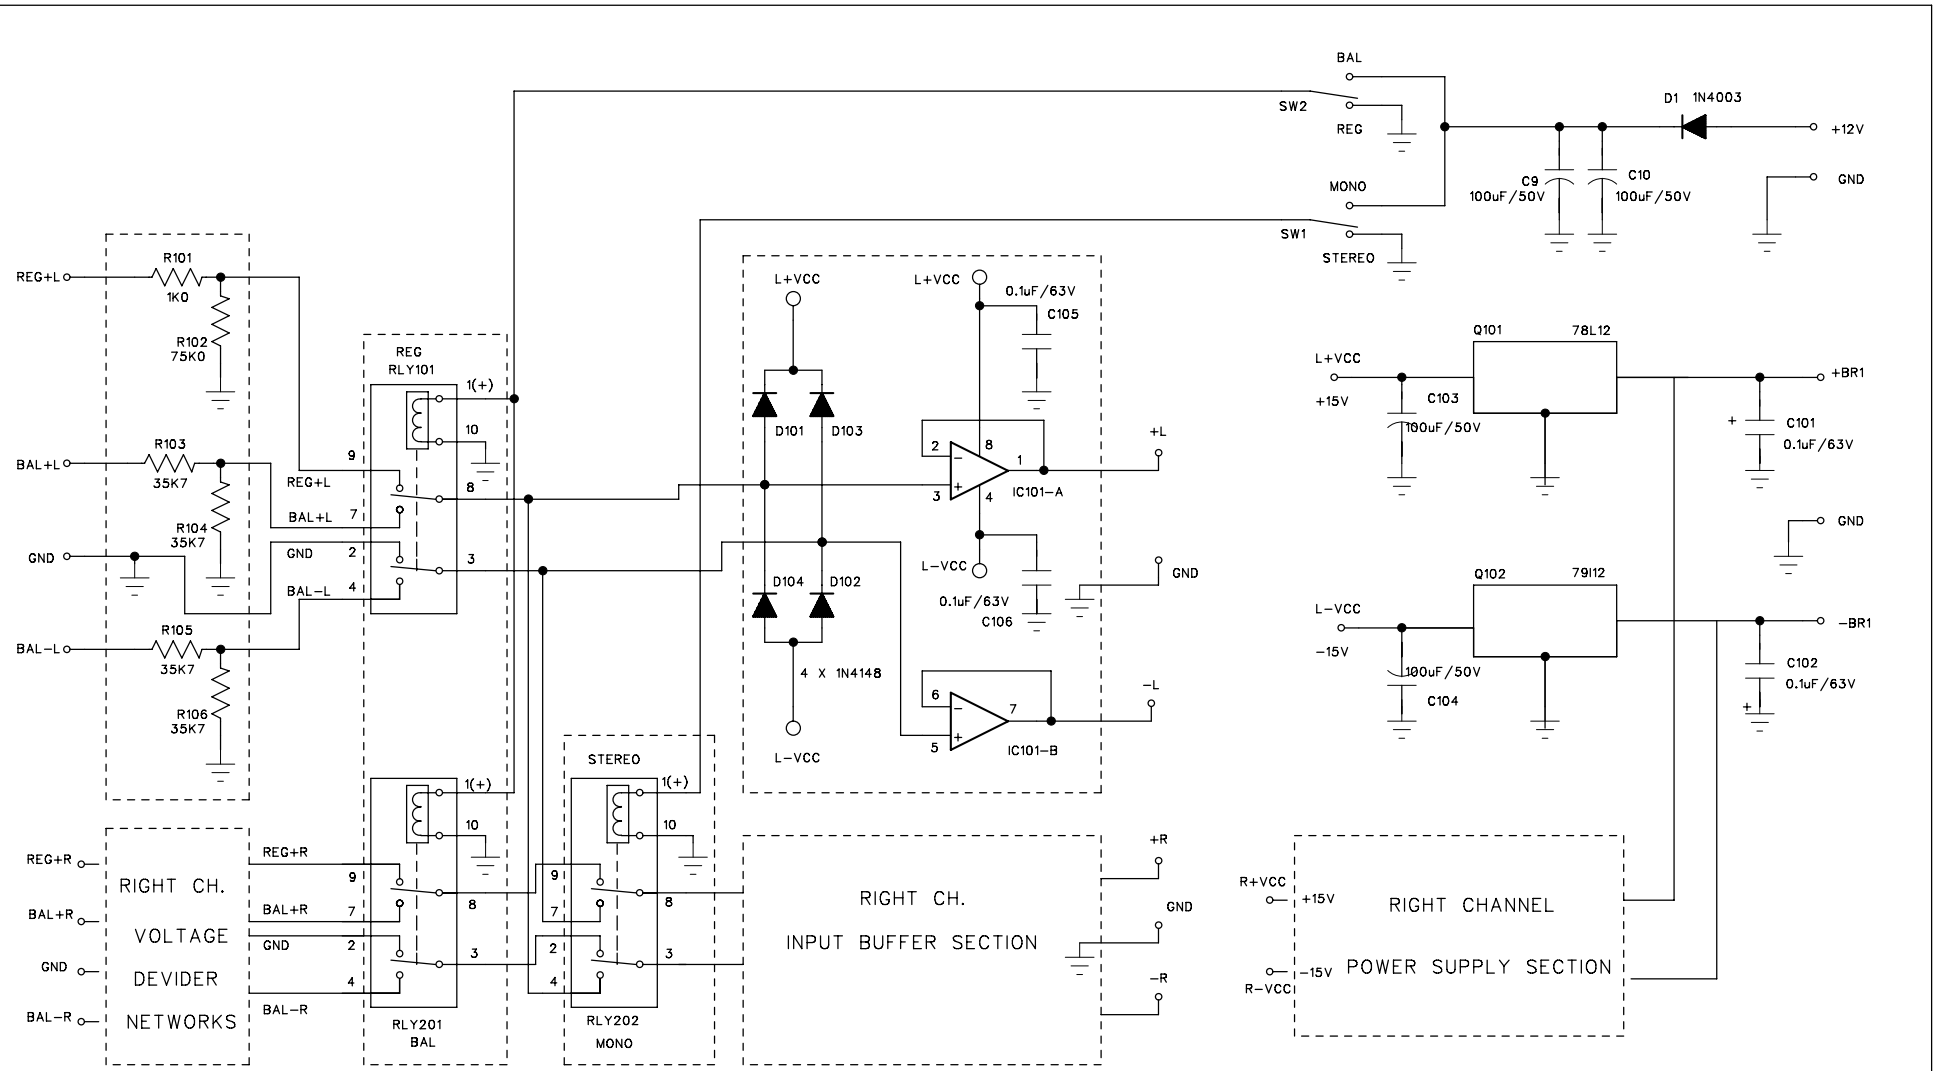 BAL
SW2
REG
D1 1N4003
+12V
GND
C9
100uF/50V
C10
100uF/50V
MONO
SW1
STEREO
REG+L
R101
1K0
R102
75K0
BAL+L
R103
35K7
R104
35K7
GND
BAL-L
R105
35K7
R106
35K7
REG
RLY101
1(+)
10
9
REG+L
8
BAL+L
7
GND
2
3
BAL-L
4
L+VCC
D101
D103
D104
D102
4 X 1N4148
L-VCC
L+VCC
0.1uF/63V
C105
2
8
1
3
4
IC101-A
L-VCC
0.1uF/63V
C106
6
7
5
IC101-B
+L
GND
-L
Q101
78L12
L+VCC
+15V
C103
100uF/50V
+BR1
+
C101
0.1uF/63V
GND
Q102
79l12
L-VCC
-15V
100uF/50V
C104
-BR1
C102
0.1uF/63V
+
REG+R
BAL+R
GND
BAL-R
RIGHT CH.
VOLTAGE
DEVIDER
NETWORKS
REG+R
9
BAL+R
7
GND
2
4
BAL-R
1(+)
10
8
3
RLY201
BAL
STEREO
1(+)
10
9
7
8
2
3
4
RLY202
MONO
RIGHT CH.
INPUT BUFFER SECTION
+R
GND
-R
R+VCC
+15V
-15V
R-VCC
RIGHT CHANNEL
POWER SUPPLY SECTION